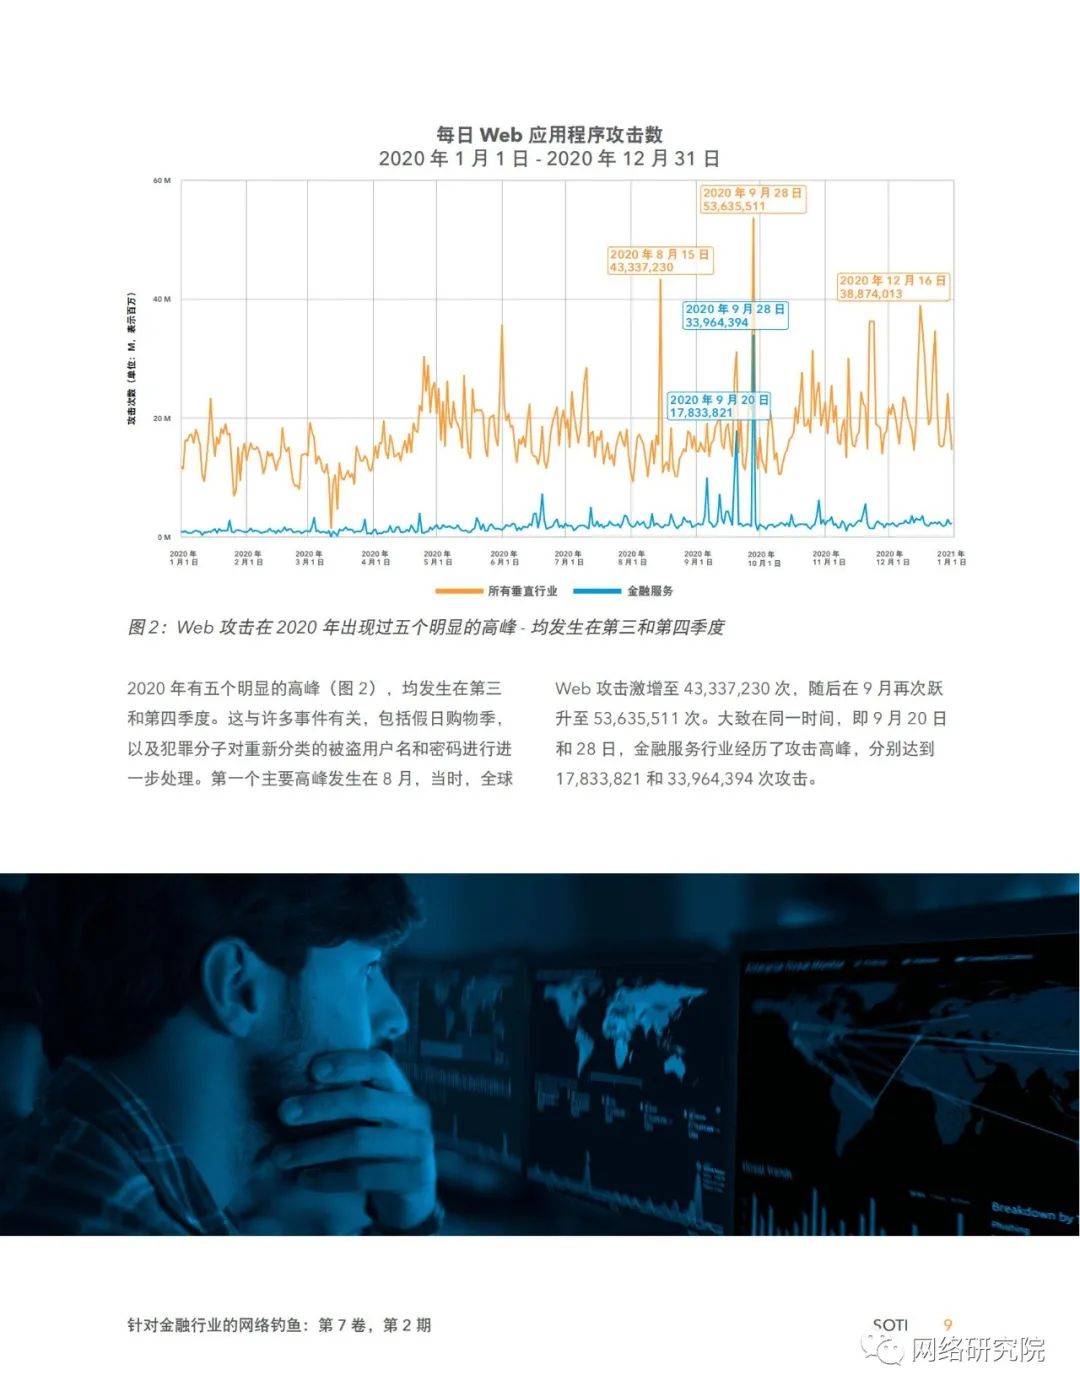 每日 Web 应用程序攻击数
2020 年 1 月 1 日 - 2020 年 12 月 31 日
60 M
40 M
20 M
0 M
攻击次数（单位：M，表示百万）
2020 年 9 月 28 日
53,635,511
2020 年 8 月 15 日
43,337,230
2020 年 12 月 16 日
38,874,013
2020 年 9 月 28 日
33,964,394
2020 年 9 月 20 日
17,833,821
2020 年
1 月 1 日
2020 年
2 月 1 日
2020 年
3 月 1 日
2020 年
4 月 1 日
2020 年
5 月 1 日
2020 年
6 月 1 日
2020 年
7 月 1 日
2020 年
8 月 1 日
2020 年
9 月 1 日
2020 年
10 月 1 日
2020 年
11 月 1 日
2020 年
12 月 1 日
2021 年
1 月 1 日
所有垂直行业
金融服务
图 2：Web 攻击在 2020 年出现过五个明显的高峰 - 均发生在第三和第四季度
2020 年有五个明显的高峰（图 2），均发生在第三
和第四季度。这与许多事件有关，包括假日购物季，
以及犯罪分子对重新分类的被盗用户名和密码进行进
一步处理。第一个主要高峰发生在 8 月，当时，全球
Web 攻击激增至 43,337,230 次，随后在 9 月再次跃
升至 53,635,511 次。大致在同一时间，即 9 月 20 日
和 28 日，金融服务行业经历了攻击高峰，分别达到
17,833,821 和 33,964,394 次攻击。
Breakdown by
Phishing
针对金融行业的网络钓鱼：第 7 卷，第 2 期
SOTI
9
网络研究院